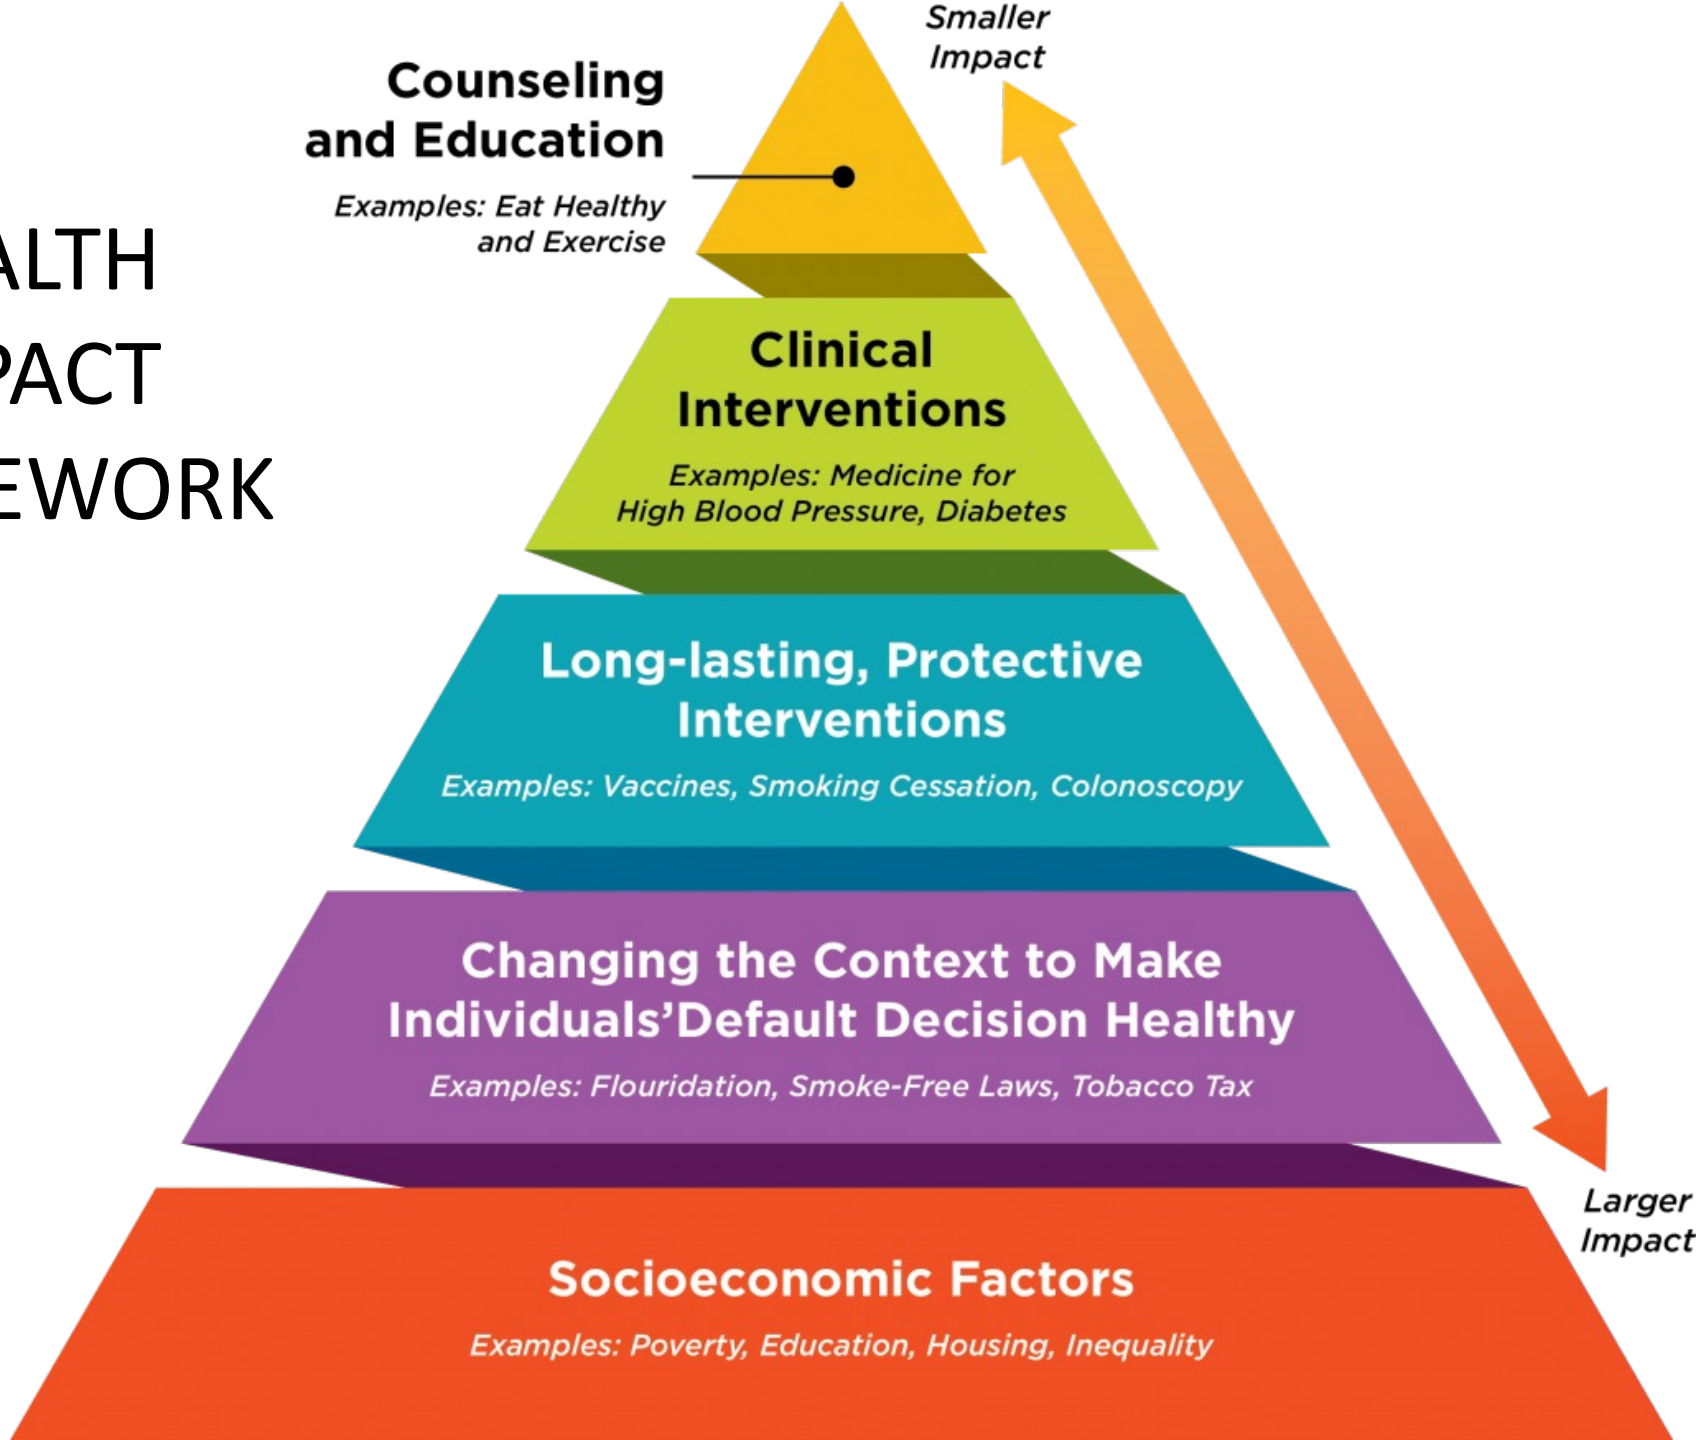 Smaller
Impact
Counseling
and Education
Examples: Eat Healthy
and Exercise
ALTH
PACT
EWORK
Clinical
Interventions
Examples: Medicine for
High Blood Pressure, Diabetes
Long-lasting, Protective
Interventions
Examples: Vaccines, Smoking Cessation, Colonoscopy
Changing the Context to Make
Individuals’Default Decision Healthy
Examples: Flouridation, Smoke-Free Laws, Tobacco Tax
Larger
Impact
Socioeconomic Factors
Examples: Poverty, Education, Housing, Inequality